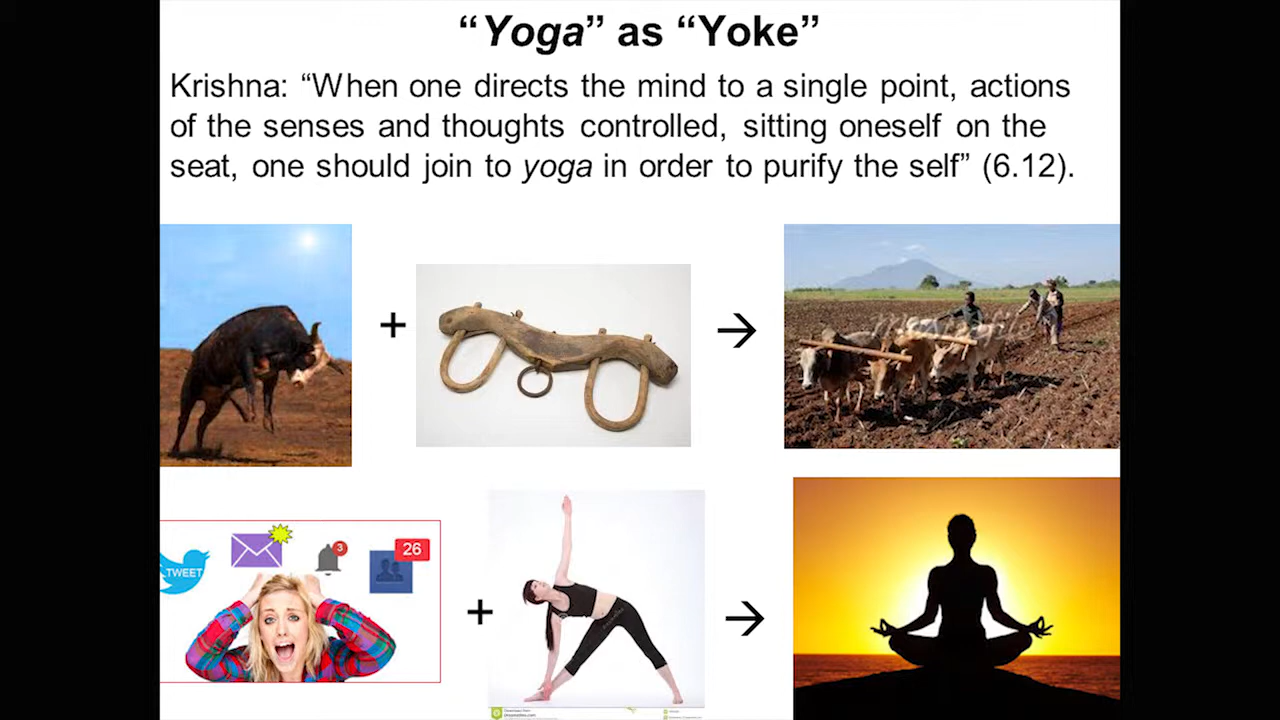 “Yoga” as “Yoke”
Krishna: “When one directs the mind to a single point, actions
of the senses and thoughts controlled, sitting oneself on the
seat, one should join to yoga in order to purify the self” (6.12).
+
→
TWEET
3
26
+
→